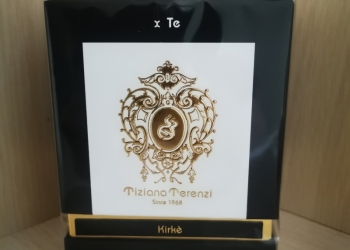 x Te
Tiziana Terenzi
Since 1968
Kirkè